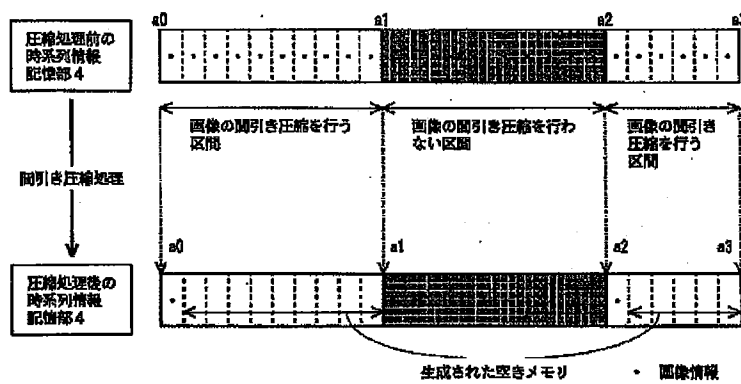 a0 a1 a2 a3
圧縮処理前の
時系列情報
記憶部4
画像の間引き圧縮を行う
区間
画像の間引き圧縮を行わ
ない区間
画像の間引き
圧縮を行う
区間
間引き圧縮処理
a0 a1 a2 a3
圧縮処理後の
時系列情報
記憶部4
生成された空きメモリ
• 画像情報